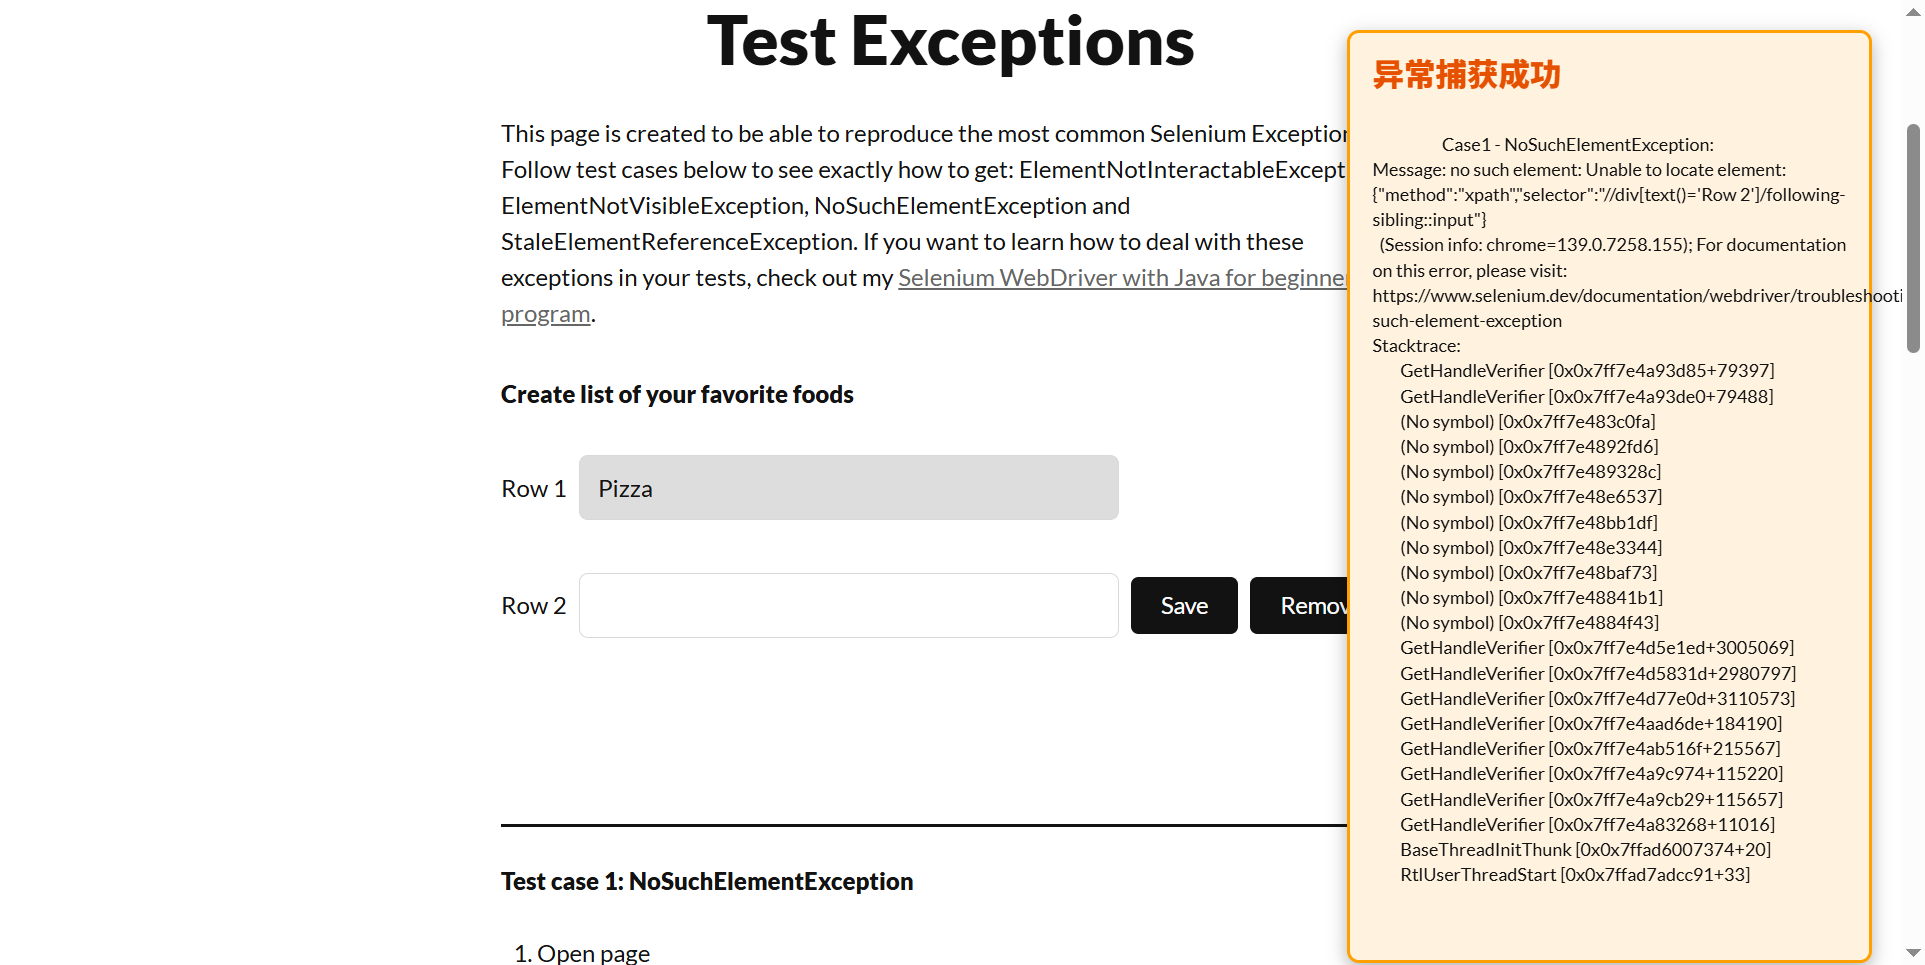 Test Exceptions
This page is created to be able to reproduce the most common Selenium Exception
Follow test cases below to see exactly how to get: ElementNotInteractableExcept
ElementNotVisibleException, NoSuchElementException and
StaleElementReferenceException. If you want to learn how to deal with these
exceptions in your tests, check out my Selenium WebDriver with Java for beginne
program.
Create list of your favorite foods
Row 1 Pizza
Row 2 Save Remov
Test case 1: NoSuchElementException
1. Open page
异常捕获成功
Case1 - NoSuchElementException:
Message: no such element: Unable to locate element:
{"method":"xpath","selector":"//div[text()='Row 2']/following-
sibling::input"}
(Session info: chrome=139.0.7258.155); For documentation
on this error, please visit:
https://www.selenium.dev/documentation/webdriver/troubleshooti
such-element-exception
Stacktrace:
GetHandleVerifier [0x0x7ff7e4a93d85+79397]
GetHandleVerifier [0x0x7ff7e4a93de0+79488]
(No symbol) [0x0x7ff7e483c0fa]
(No symbol) [0x0x7ff7e4892fd6]
(No symbol) [0x0x7ff7e489328c]
(No symbol) [0x0x7ff7e48e6537]
(No symbol) [0x0x7ff7e48bb1df]
(No symbol) [0x0x7ff7e48e3344]
(No symbol) [0x0x7ff7e48baf73]
(No symbol) [0x0x7ff7e48841b1]
(No symbol) [0x0x7ff7e4884f43]
GetHandleVerifier [0x0x7ff7e4d5e1ed+3005069]
GetHandleVerifier [0x0x7ff7e4d5831d+2980797]
GetHandleVerifier [0x0x7ff7e4d77e0d+3110573]
GetHandleVerifier [0x0x7ff7e4aad6de+184190]
GetHandleVerifier [0x0x7ff7e4ab516f+215567]
GetHandleVerifier [0x0x7ff7e4a9c974+115220]
GetHandleVerifier [0x0x7ff7e4a9cb29+115657]
GetHandleVerifier [0x0x7ff7e4a83268+11016]
BaseThreadInitThunk [0x0x7ffad6007374+20]
RtlUserThreadStart [0x0x7ffad7adcc91+33]